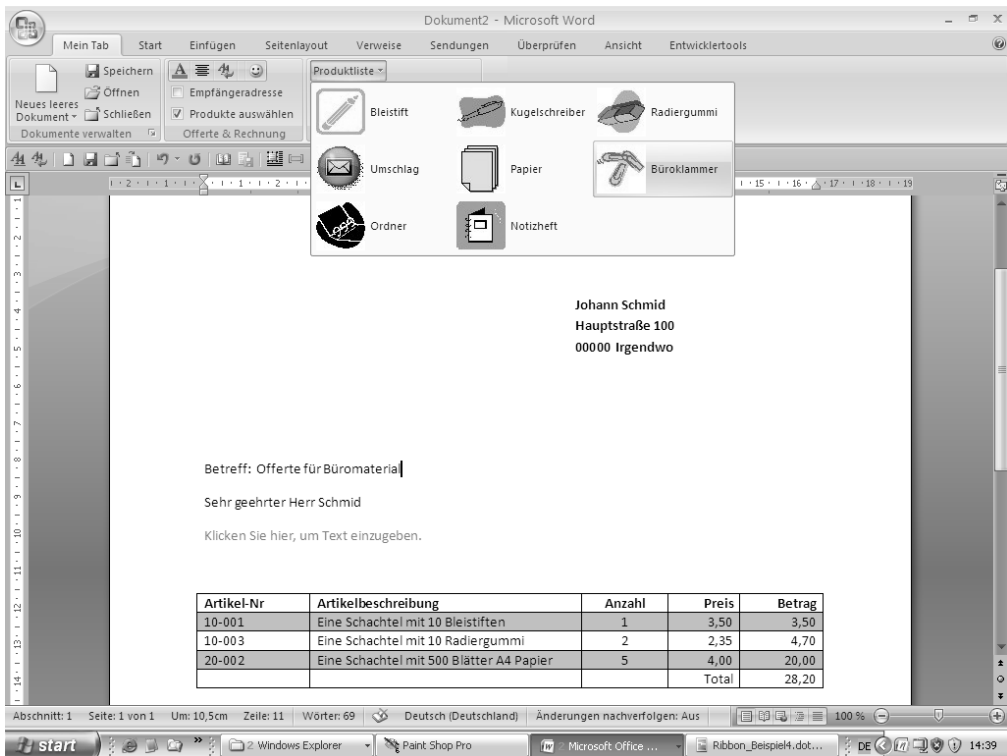 Dokument2 - Microsoft Word
Mein Tab Start Einfügen Seitenlayout Verweise Sendungen Überprüfen Ansicht Entwicklertools
Neues leeres Dokument
Speichern
Öffnen
Schließen
Dokumente verwalten
Empfängeradresse
Produkte auswählen
Offerte & Rechnung
Produktliste
Bleistift Kugelschreiber Radiergummi
Umschlag Papier Büroklammer
Ordner Notizheft
Johann Schmid
Hauptstraße 100
00000 Irgendwo
Betreff: Offerte für Büromaterial
Sehr geehrter Herr Schmid
Klicken Sie hier, um Text einzugeben.
Artikel-Nr Artikelbeschreibung Anzahl Preis Betrag
10-001 Eine Schachtel mit 10 Bleistiften 1 3,50 3,50
10-003 Eine Schachtel mit 10 Radiergummi 2 2,35 4,70
20-002 Eine Schachtel mit 500 Blätter A4 Papier 5 4,00 20,00
Total 28,20
Abschnitt: 1 Seite: 1 von 1 Um: 10,5cm Zeile: 11 Wörter: 69 Deutsch (Deutschland) Änderungen nachverfolgen: Aus 100 %
start 2 Windows Explorer Paint Shop Pro 2 Microsoft Office ... Ribbon_Beispiel4.dot... DE 14:39